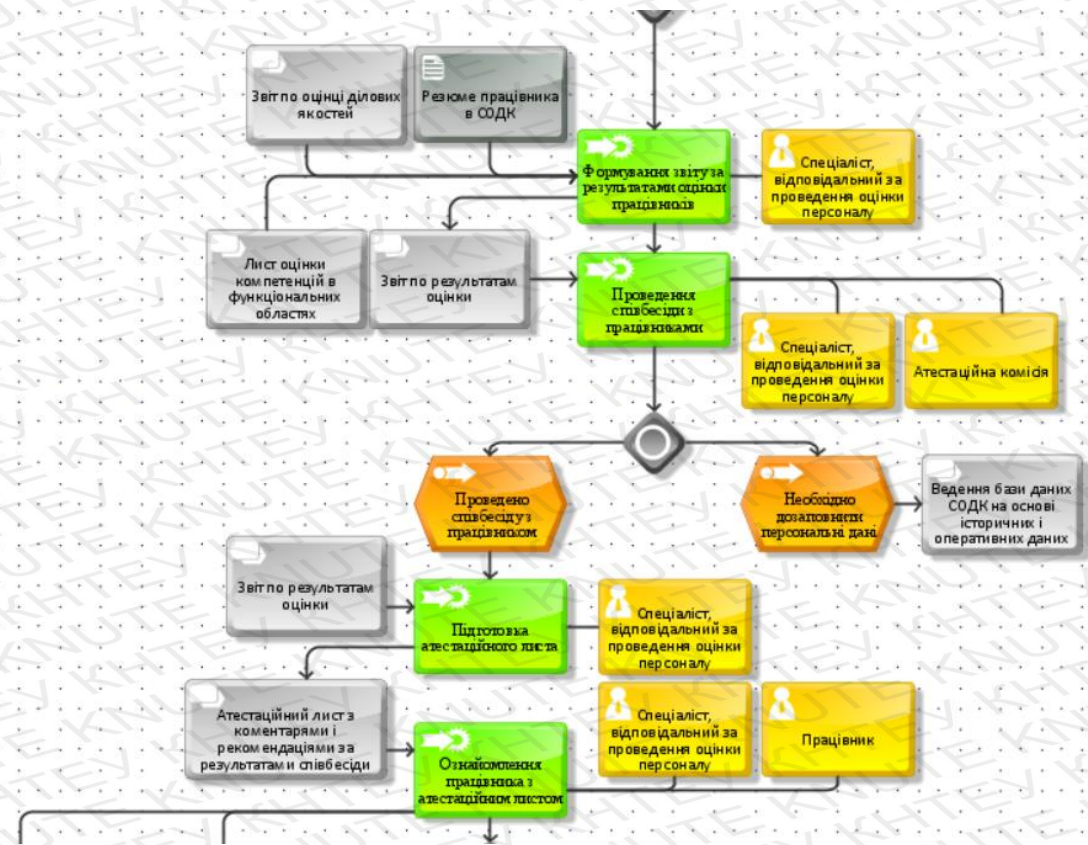 Звіт по оцінці ділових
якостей
Резюме працівника
в СОДК
Формування звіту за
результатами оцінки
працівників
Спеціаліст,
відповідальний за
проведення оцінки
персоналу
Лист оцінки
компетенцій в
функціональних
областях
Звіт по результатам
оцінки
Проведення
співбесіди з
працівниками
Спеціаліст,
відповідальний за
проведення оцінки
персоналу
Атестаційна комісія
Проведено
співбесіду з
працівником
Необхідно
дозаповнити
персональні дані
Ведення бази даних
СОДК на основі
історичних і
оперативних даних
Звіт по результатам
оцінки
Підготовка
атестаційного листа
Спеціаліст,
відповідальний за
проведення оцінки
персоналу
Атестаційний лист з
коментарями і
рекомендаціями за
результатами співбесіди
Ознайомлення
працівника з
атестаційним листом
Спеціаліст,
відповідальний за
проведення оцінки
персоналу
Працівник